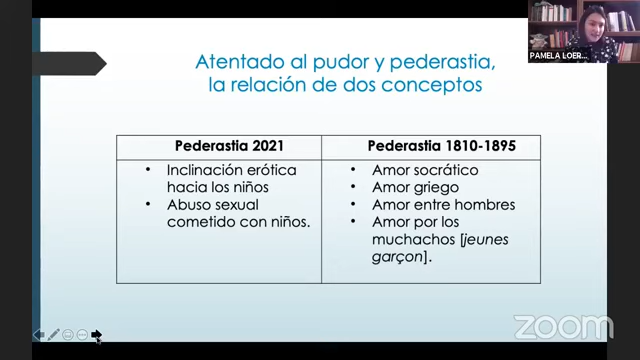 Atentado al pudor y pederastia,
la relación de dos conceptos
Pederastia 2021
Inclinación erótica
hacia los niños
Abuso sexual
cometido con niños.
Pederastia 1810-1895
Amor socrático
Amor griego
Amor entre hombres
Amor por los
muchachos [jeunes
garçon].
PAMELA LOER...
zoom